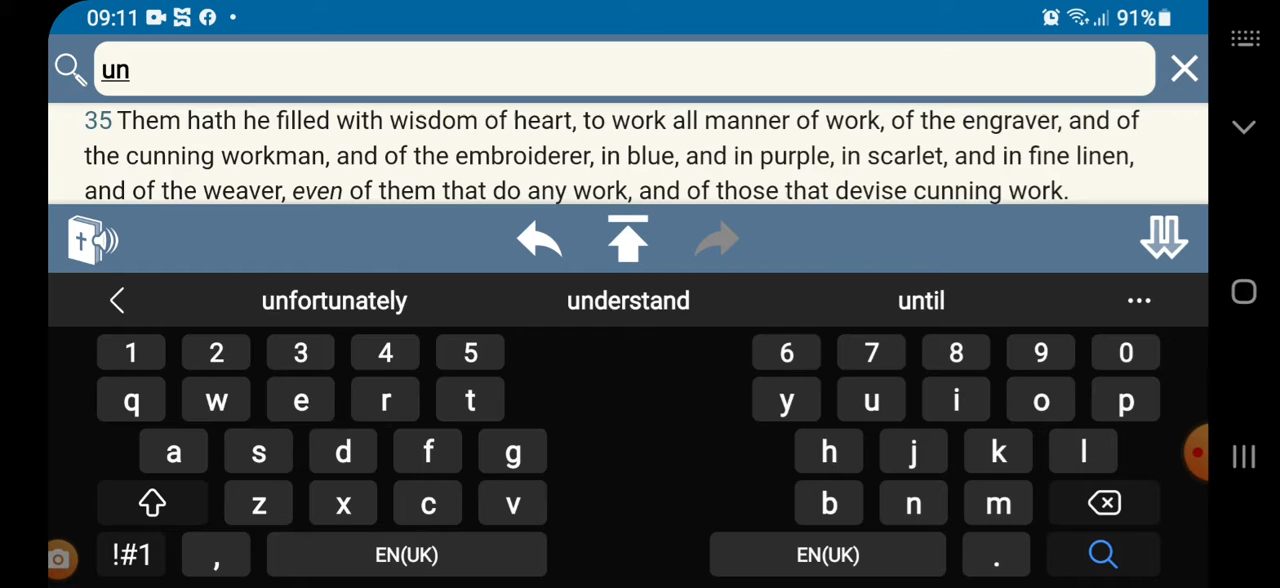 09:11 91%
un
35 Them hath he filled with wisdom of heart, to work all manner of work, of the engraver, and of
the cunning workman, and of the embroiderer, in blue, and in purple, in scarlet, and in fine linen,
and of the weaver, even of them that do any work, and of those that devise cunning work.
unfortunately understand until ...
1 2 3 4 5 6 7 8 9 0
q w e r t y u i o p
a s d f g h j k l
z x c v b n m
!#1 , EN(UK) EN(UK) .